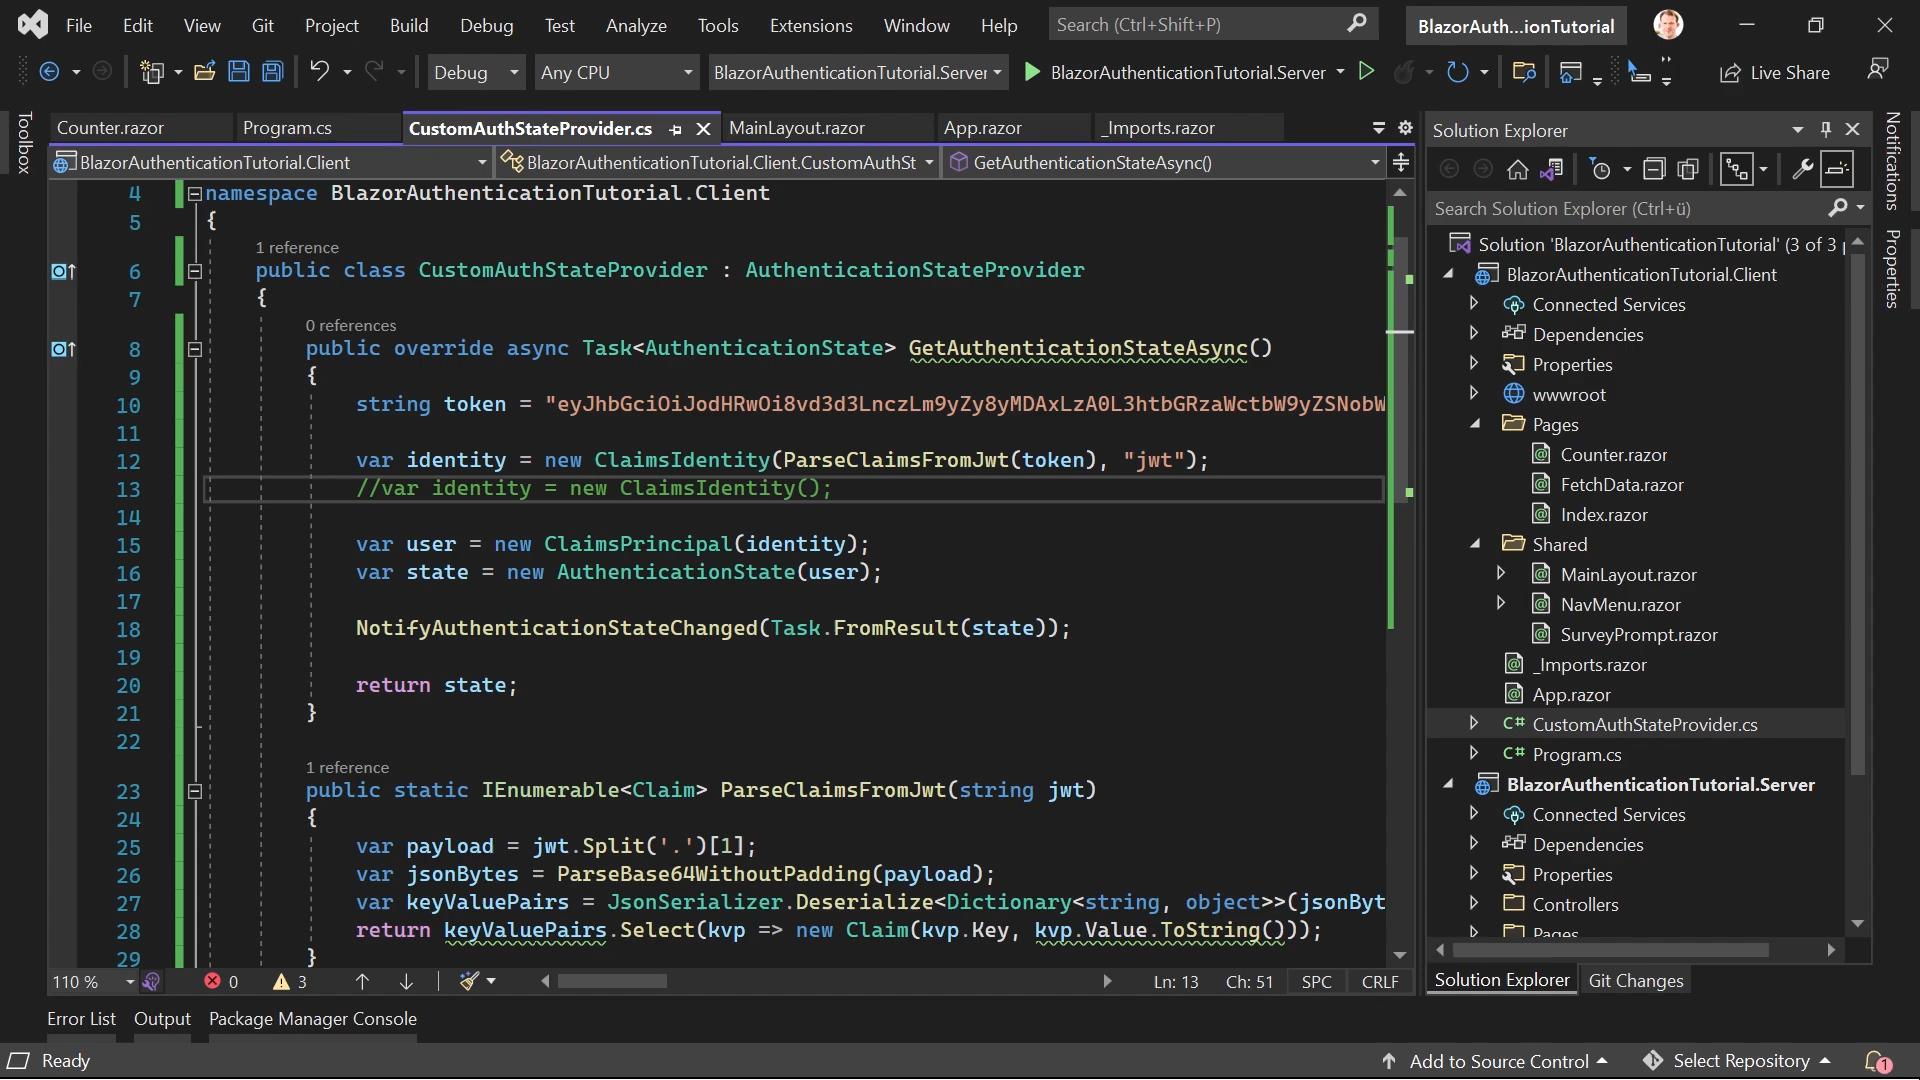 File Edit View Git Project Build Debug Test Analyze Tools Extensions Window Help Search (Ctrl+Shift+P) BlazorAuth...ionTutorial
Debug Any CPU BlazorAuthenticationTutorial.Server BlazorAuthenticationTutorial.Server Live Share
Toolbox
Counter.razor Program.cs CustomAuthStateProvider.cs MainLayout.razor App.razor _Imports.razor
BlazorAuthenticationTutorial.Client BlazorAuthenticationTutorial.Client.CustomAuthSt GetAuthenticationStateAsync()
4 namespace BlazorAuthenticationTutorial.Client
5 {
1 reference
6 public class CustomAuthStateProvider : AuthenticationStateProvider
7 {
0 references
8 public override async Task<AuthenticationState> GetAuthenticationStateAsync()
9 {
10 string token = "eyJhbGciOiJodHRwOi8vd3d3LnczLm9yZy8yMDAxLzA0L3htbGRzaWctbW9yZSNobW
11
12 var identity = new ClaimsIdentity(ParseClaimsFromJwt(token), "jwt");
13 //var identity = new ClaimsIdentity();
14
15 var user = new ClaimsPrincipal(identity);
16 var state = new AuthenticationState(user);
17
18 NotifyAuthenticationStateChanged(Task.FromResult(state));
19
20 return state;
21 }
22
1 reference
23 public static IEnumerable<Claim> ParseClaimsFromJwt(string jwt)
24 {
25 var payload = jwt.Split('.')[1];
26 var jsonBytes = ParseBase64WithoutPadding(payload);
27 var keyValuePairs = JsonSerializer.Deserialize<Dictionary<string, object>>(jsonByt
28 return keyValuePairs.Select(kvp => new Claim(kvp.Key, kvp.Value.ToString()));
29 }
110 % 0 3 Ln: 13 Ch: 51 SPC CRLF
Solution Explorer
Search Solution Explorer (Ctrl+ü)
Solution 'BlazorAuthenticationTutorial' (3 of 3
BlazorAuthenticationTutorial.Client
Connected Services
Dependencies
Properties
wwwroot
Pages
Counter.razor
FetchData.razor
Index.razor
Shared
MainLayout.razor
NavMenu.razor
SurveyPrompt.razor
_Imports.razor
App.razor
C# CustomAuthStateProvider.cs
C# Program.cs
BlazorAuthenticationTutorial.Server
Connected Services
Dependencies
Properties
Controllers
Pages
Solution Explorer Git Changes
Notifications
Properties
Error List Output Package Manager Console
Ready Add to Source Control Select Repository 1